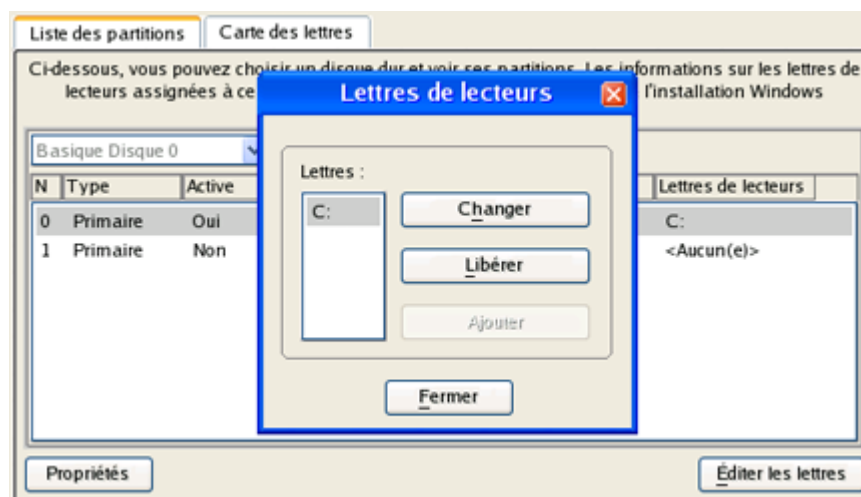 Liste des partitions
Carte des lettres
Ci-dessous, vous pouvez choisir un disque dur et voir ses partitions. Les informations sur les lettres de
lecteurs assignées à ce l'installation Windows
Lettres de lecteurs
Basique Disque 0
N Type Active Lettres de lecteurs
0 Primaire Oui C:
1 Primaire Non <Aucun(e)>
Lettres :
C:
Changer
Libérer
Ajouter
Fermer
Propriétés
Éditer les lettres